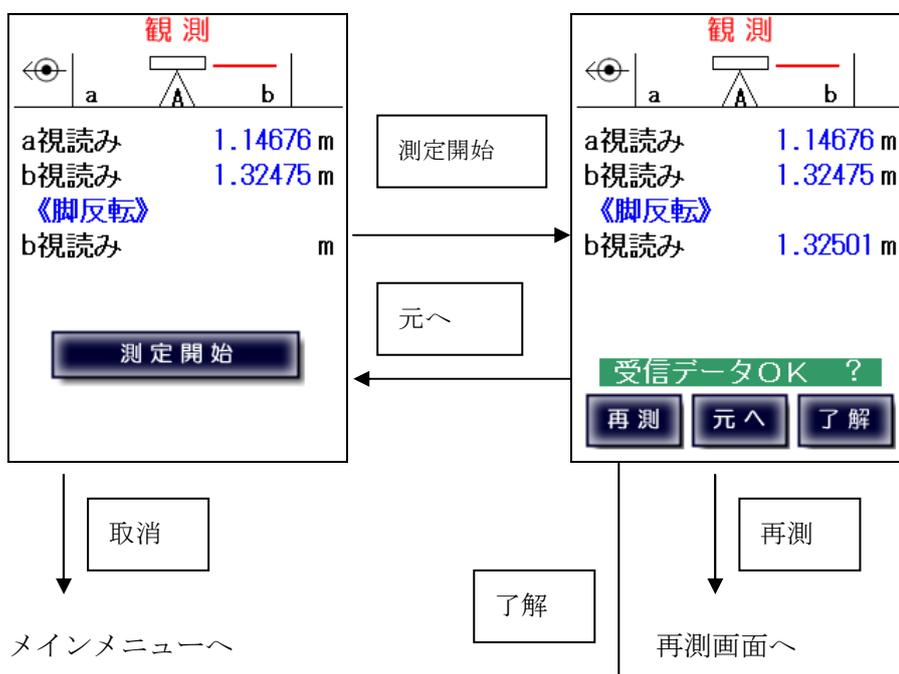 観 測
a
A
b
a視読み 1.14676 m
b視読み 1.32475 m
《脚反転》
b視読み m
測定開始
測定開始
元へ
観 測
a
A
b
a視読み 1.14676 m
b視読み 1.32475 m
《脚反転》
b視読み 1.32501 m
受信データOK ?
再測
元へ
了解
取消
メインメニューへ
了解
再測
再測画面へ